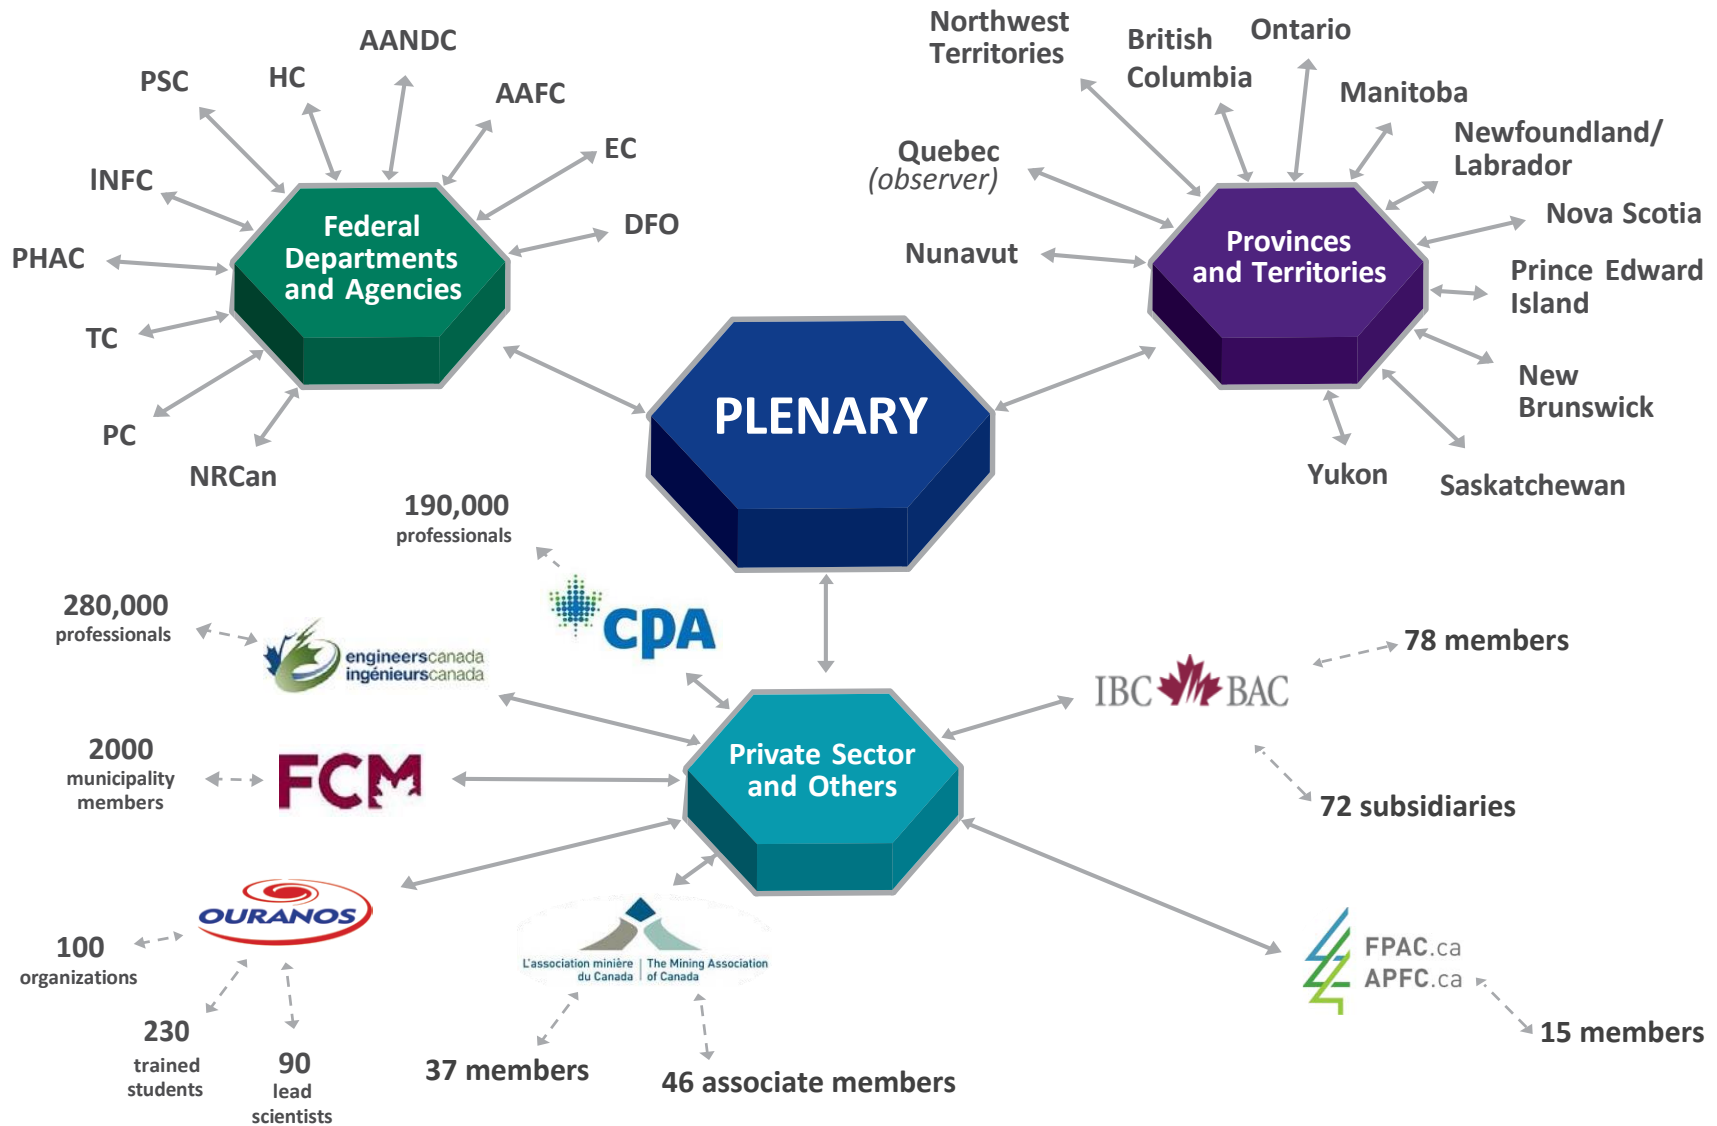 AANDC
HC
PSC
AAFC
EC
INFC
DFO
PHAC
TC
PC
NRCan
Federal
Departments
and Agencies
Northwest
Territories
British
Columbia
Ontario
Manitoba
Newfoundland/
Labrador
Quebec
(observer)
Nova Scotia
Nunavut
Prince Edward
Island
New
Brunswick
Yukon
Saskatchewan
Provinces
and Territories
PLENARY
190,000
professionals
CPA
280,000
professionals
engineerscanada
ingénieurscanada
2000
municipality
members
FCM
Private Sector
and Others
IBC BAC
78 members
72 subsidiaries
OURANOS
100
organizations
230
trained
students
90
lead
scientists
L'association minière
du Canada
The Mining Association
of Canada
37 members
46 associate members
FPAC.ca
APFC.ca
15 members